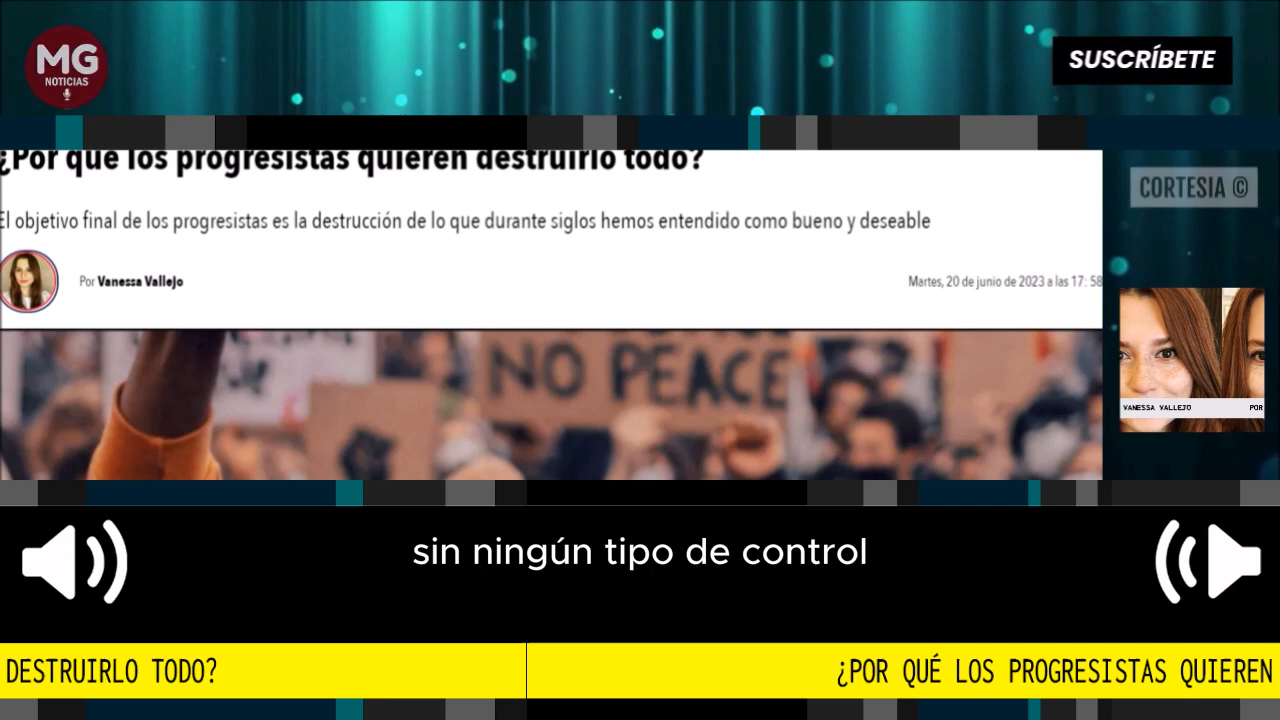 MG
NOTICIAS
SUSCRÍBETE
¿Por qué los progresistas quieren destruirlo todo?
El objetivo final de los progresistas es la destrucción de lo que durante siglos hemos entendido como bueno y deseable
Por Vanessa Vallejo
Martes, 20 de junio de 2023 a las 17: 58
CORTESIA ©
NO PEACE
VANESSA VALLEJO POR
sin ningún tipo de control
DESTRUIRLO TODO?
¿POR QUÉ LOS PROGRESISTAS QUIEREN